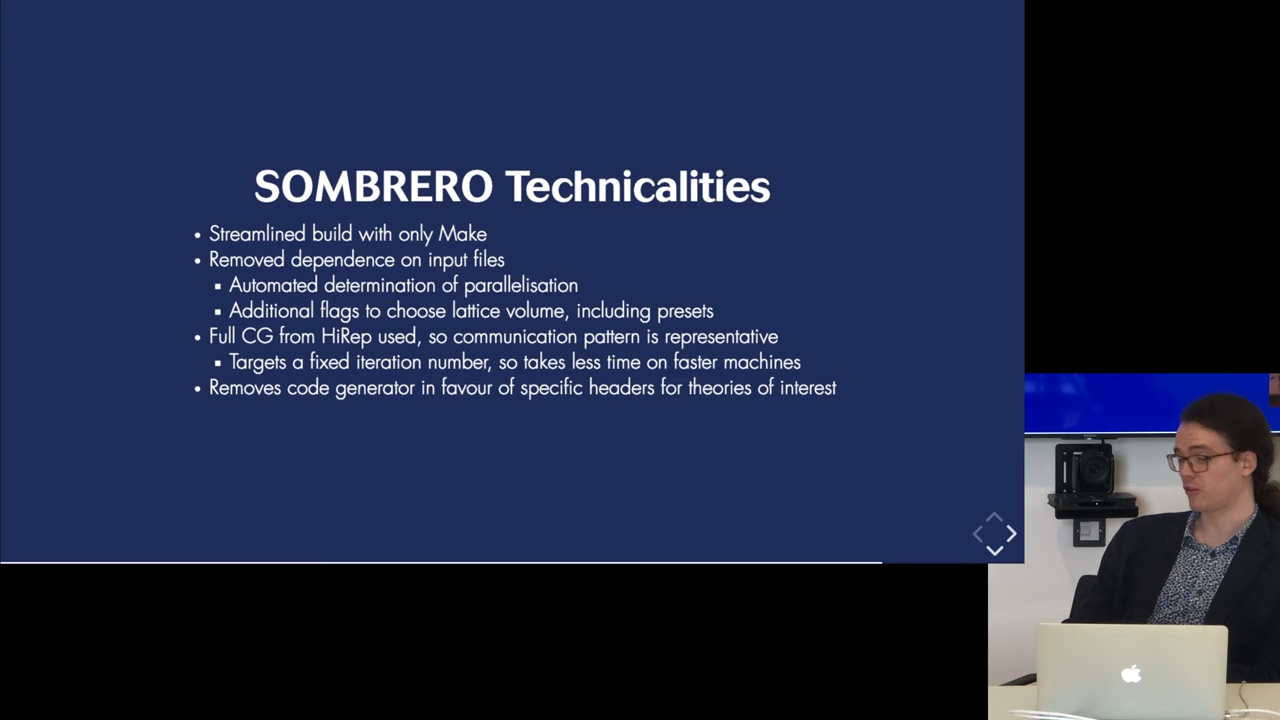 SOMBRERO Technicalities
• Streamlined build with only Make
• Removed dependence on input files
▪ Automated determination of parallelisation
▪ Additional flags to choose lattice volume, including presets
• Full CG from HiRep used, so communication pattern is representative
▪ Targets a fixed iteration number, so takes less time on faster machines
• Removes code generator in favour of specific headers for theories of interest